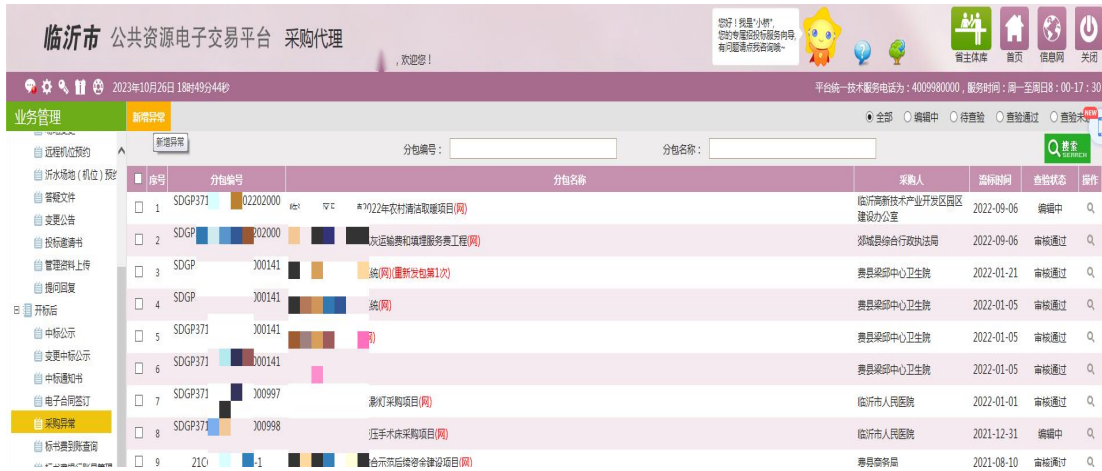 临沂市 公共资源电子交易平台 采购代理
，欢迎您！
您好！我是"小桥"，
您的专属招投标服务向导，
有问题请点我咨询哦~
省主体库 首页 信息网 关闭
2023年10月26日 18时49分44秒
平台统一技术服务电话为：4009980000，服务时间：周一至周日8：00-17：30
业务管理
新增异常
全部 编辑中 待查验 查验通过 查验未
NEW
新增异常
分包编号：
分包名称：
搜索
SEARCH
远程机位预约
沂水场地（机位）预约
答疑文件
变更公告
投标邀请书
管理资料上传
提问回复
开标后
中标公示
变更中标公示
中标通知书
电子合同签订
采购异常
标书费到账查询
序号 分包编号 分包名称 采购人 流标时间 查验状态 操作
1 SDGP371 02202000 2022年农村清洁取暖项目(网) 临沂高新技术产业开发区园区建设办公室 2022-09-06 编辑中
2 SDGP 202000 灰运输费和填埋服务费工程(网) 郯城县综合行政执法局 2022-09-06 审核通过
3 SDGP 000141 统(网)(重新发包第1次) 费县梁邱中心卫生院 2022-01-21 审核通过
4 SDGP 000141 统(网) 费县梁邱中心卫生院 2022-01-05 审核通过
5 SDGP371 000141 费县梁邱中心卫生院 2022-01-05 审核通过
6 SDGP371 000141 费县梁邱中心卫生院 2022-01-05 审核通过
7 SDGP371 000997 影灯采购项目(网) 临沂市人民医院 2022-01-01 审核通过
8 SDGP371 000998 压手术床采购项目(网) 临沂市人民医院 2021-12-31 编辑中
9 -1 合示范后续资金建设项目(网) 费县商务局 2021-08-10 审核通过